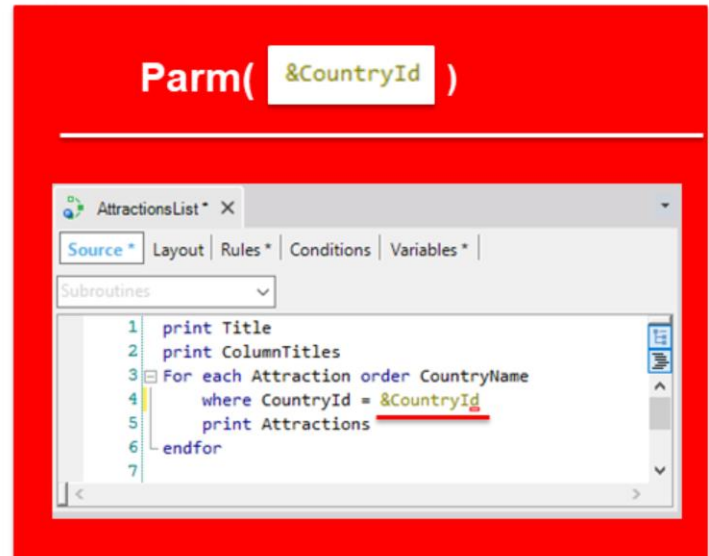 Parm( &CountryId )
AttractionsList * X
Source * Layout Rules * Conditions Variables *
Subroutines
1 print Title
2 print ColumnTitles
3 For each Attraction order CountryName
4 where CountryId = &CountryId
5 print Attractions
6 endfor
7